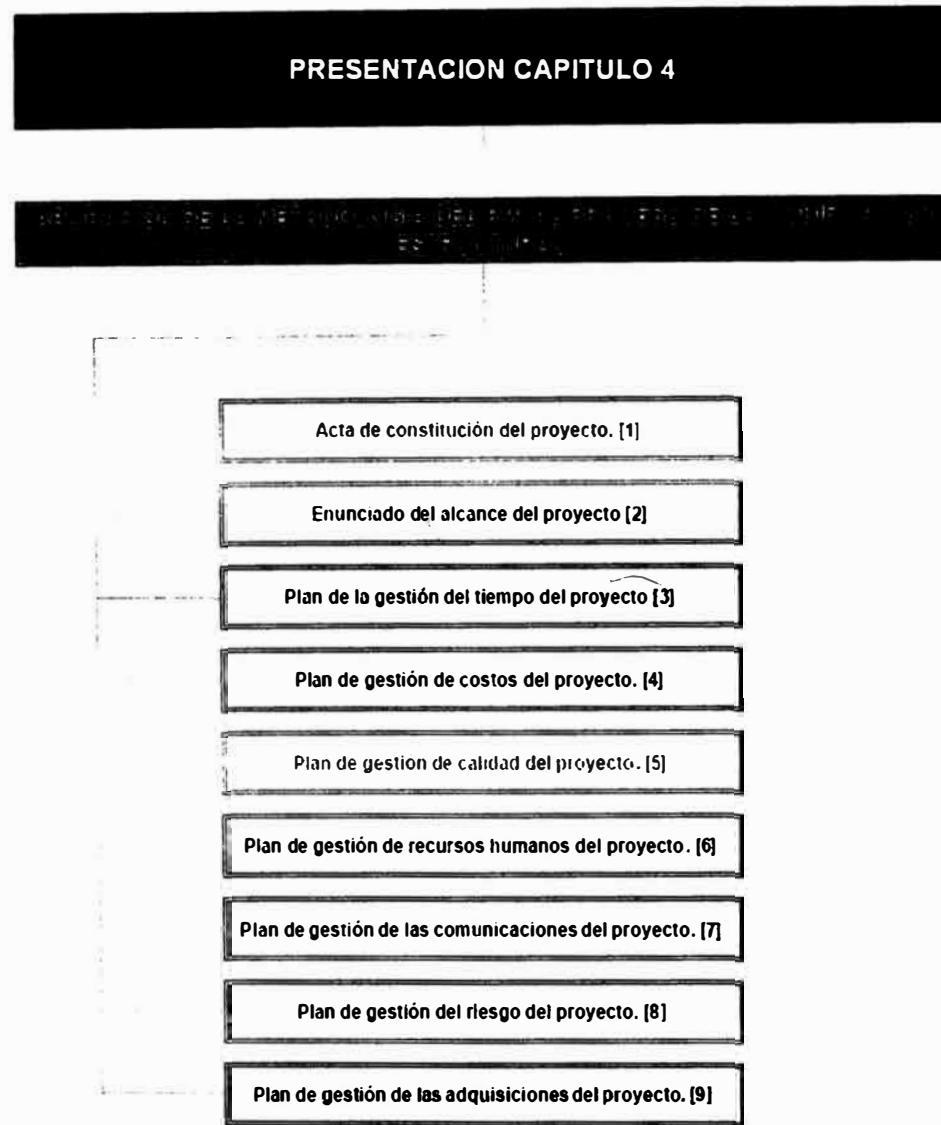 PRESENTACION CAPITULO 4
Acta de constitución del proyecto. [1]
Enunciado del alcance del proyecto [2]
Plan de la gestión del tiempo del proyecto [3]
Plan de gestión de costos del proyecto. [4]
Plan de gestion de calidad del proyecto. [5]
Plan de gestión de recursos humanos del proyecto. [6]
Plan de gestión de las comunicaciones del proyecto. [7]
Plan de gestión del riesgo del proyecto. [8]
Plan de gestión de las adquisiciones del proyecto. [9]